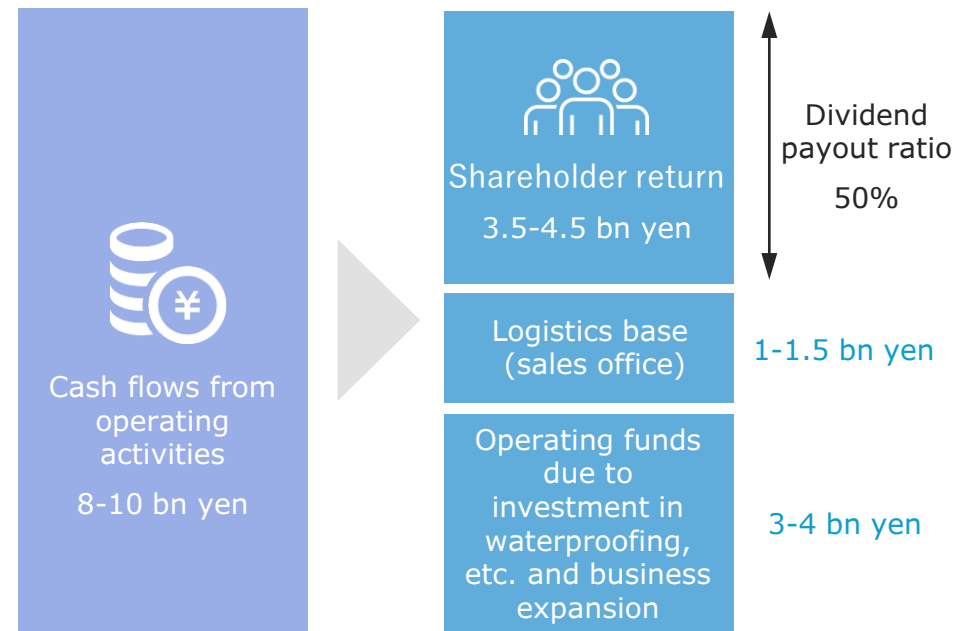 ¥
Cash flows from
operating
activities
8-10 bn yen
Shareholder return
3.5-4.5 bn yen
Dividend
payout ratio
50%
Logistics base
(sales office)
1-1.5 bn yen
Operating funds
due to
investment in
waterproofing,
etc. and business
expansion
3-4 bn yen